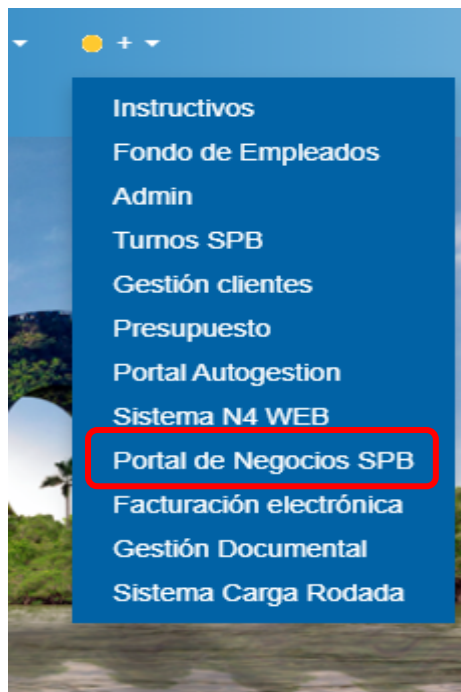 +
Instructivos
Fondo de Empleados
Admin
Turnos SPB
Gestión clientes
Presupuesto
Portal Autogestion
Sistema N4 WEB
Portal de Negocios SPB
Facturación electrónica
Gestión Documental
Sistema Carga Rodada